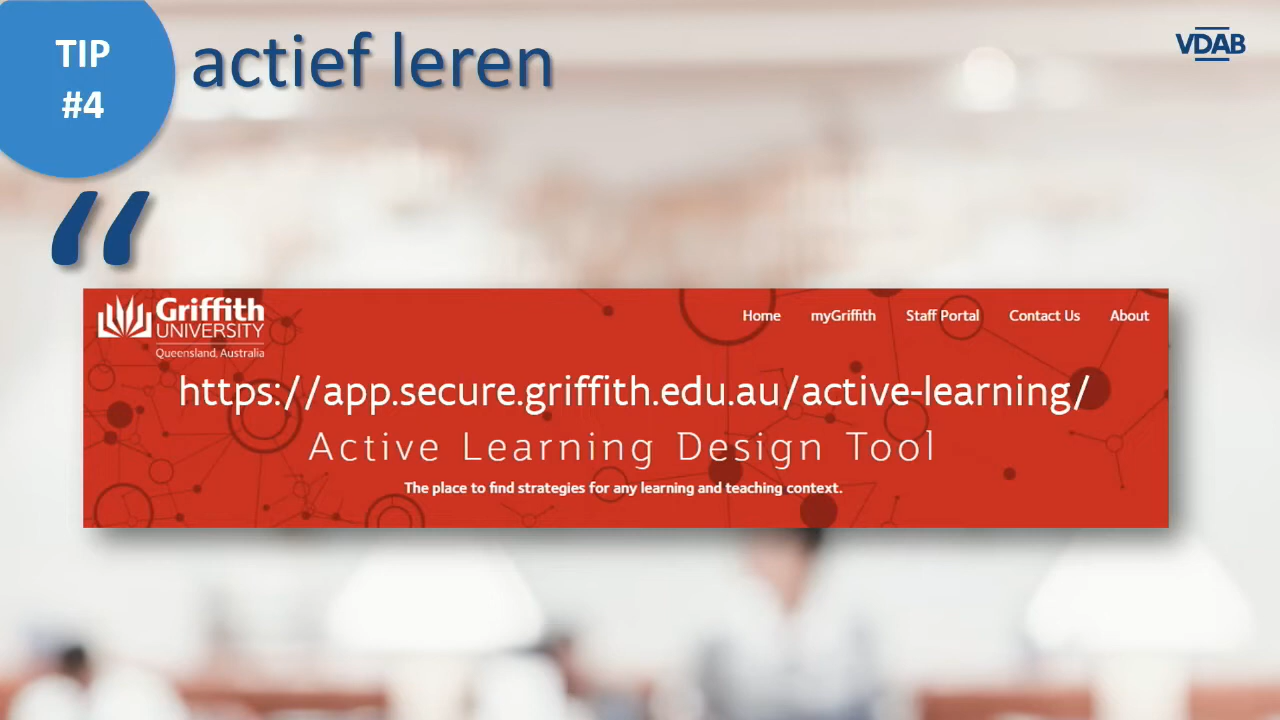 TIP
#4
actief leren
VDAB
“
Griffith
UNIVERSITY
Queensland, Australia
Home myGriffith Staff Portal Contact Us About
https://app.secure.griffith.edu.au/active-learning/
Active Learning Design Tool
The place to find strategies for any learning and teaching context.